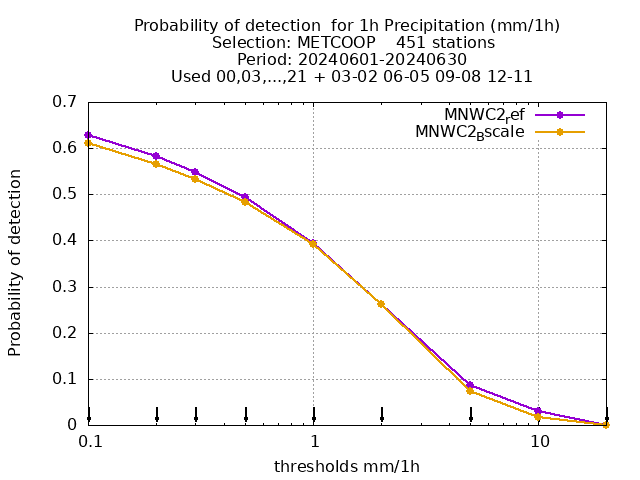 Probability of detection  for 1h Precipitation (mm/1h)
Selection: METCOOP    451 stations
Period: 20240601-20240630
Used 00,03,...,21 + 03-02 06-05 09-08 12-11
MNWC2ref
MNWC2Bscale
Probability of detection
0.7
0.6
0.5
0.4
0.3
0.2
0.1
0
0.1
1
10
thresholds mm/1h